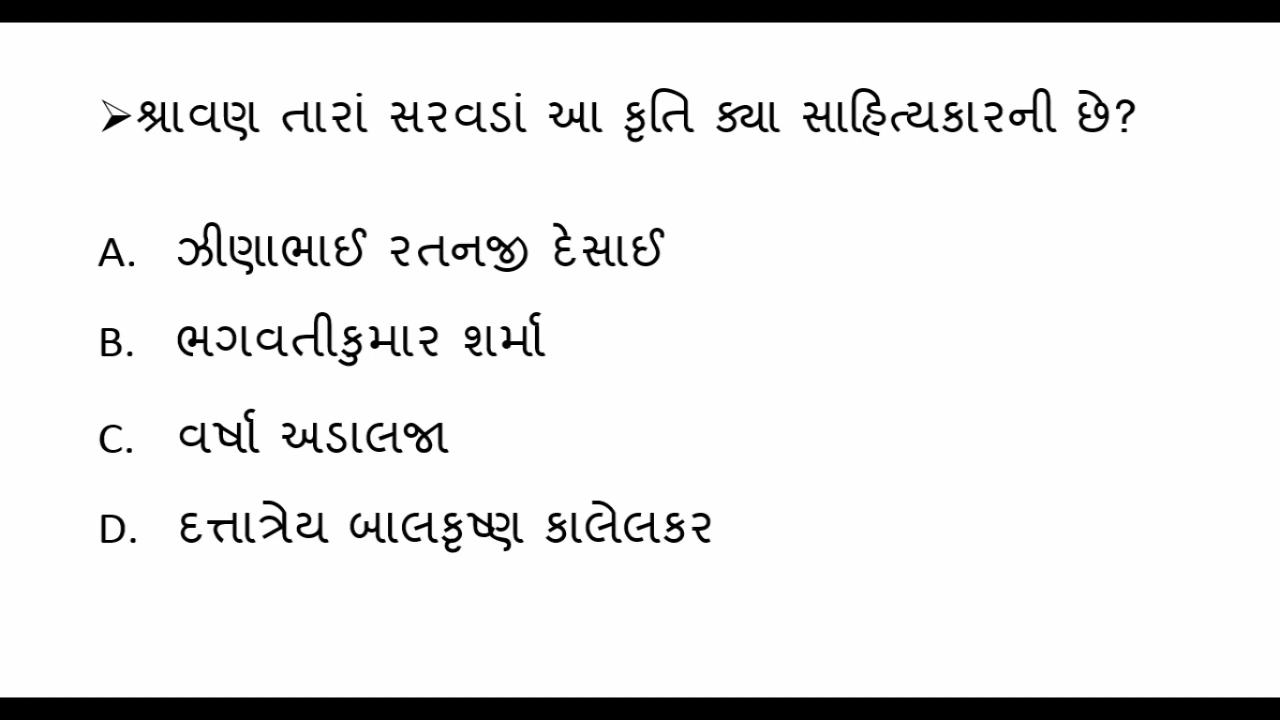 ➢શ્રાવણ તારાં સરવડાં આ કૃતિ ક્યા સાહિત્યકારની છે?
A. ઝીણાભાઈ રતનજી દેસાઈ
B. ભગવતીકુમાર શર્મા
C. વર્ષા અડાલજા
D. દત્તાત્રેય બાલકૃષ્ણ કાલેલકર